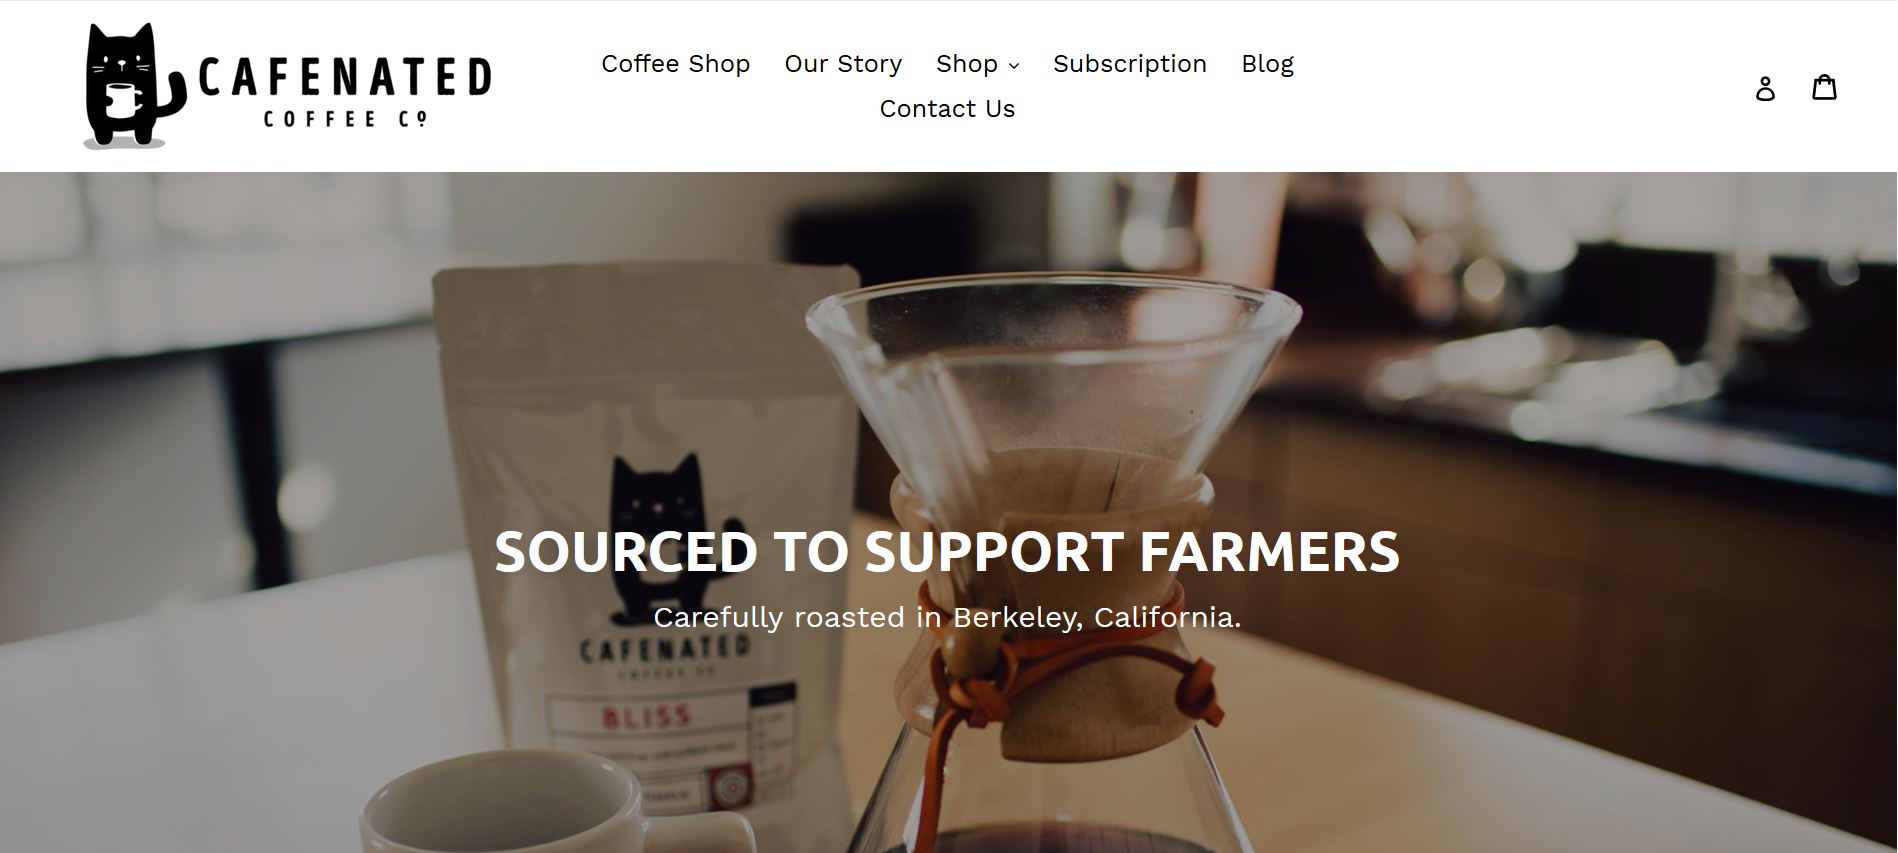 CAFENATED
COFFEE Cº
Coffee Shop Our Story Shop Subscription Blog
Contact Us
SOURCED TO SUPPORT FARMERS
Carefully roasted in Berkeley, California.
CAFENATED
COFFEE CO
BLISS